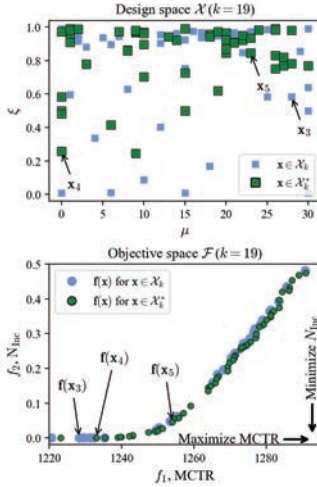 Design space 𝒳 (k = 19)
1.0
0.8
0.6
0.4
0.2
0.0
ξ
x₅
x₃
x₄
x ∈ 𝒳ₖ
x ∈ 𝒳ₖ*
0 5 10 15 20 25 30
μ
Objective space ℱ (k = 19)
0.5
0.4
0.3
0.2
0.1
0.0
f₂, N_Inc
f(x) for x ∈ 𝒳ₖ
f(x) for x ∈ 𝒳ₖ*
f(x₃)
f(x₄)
f(x₅)
Minimize N_Inc
Maximize MCTR
1220 1240 1260 1280
f₁, MCTR